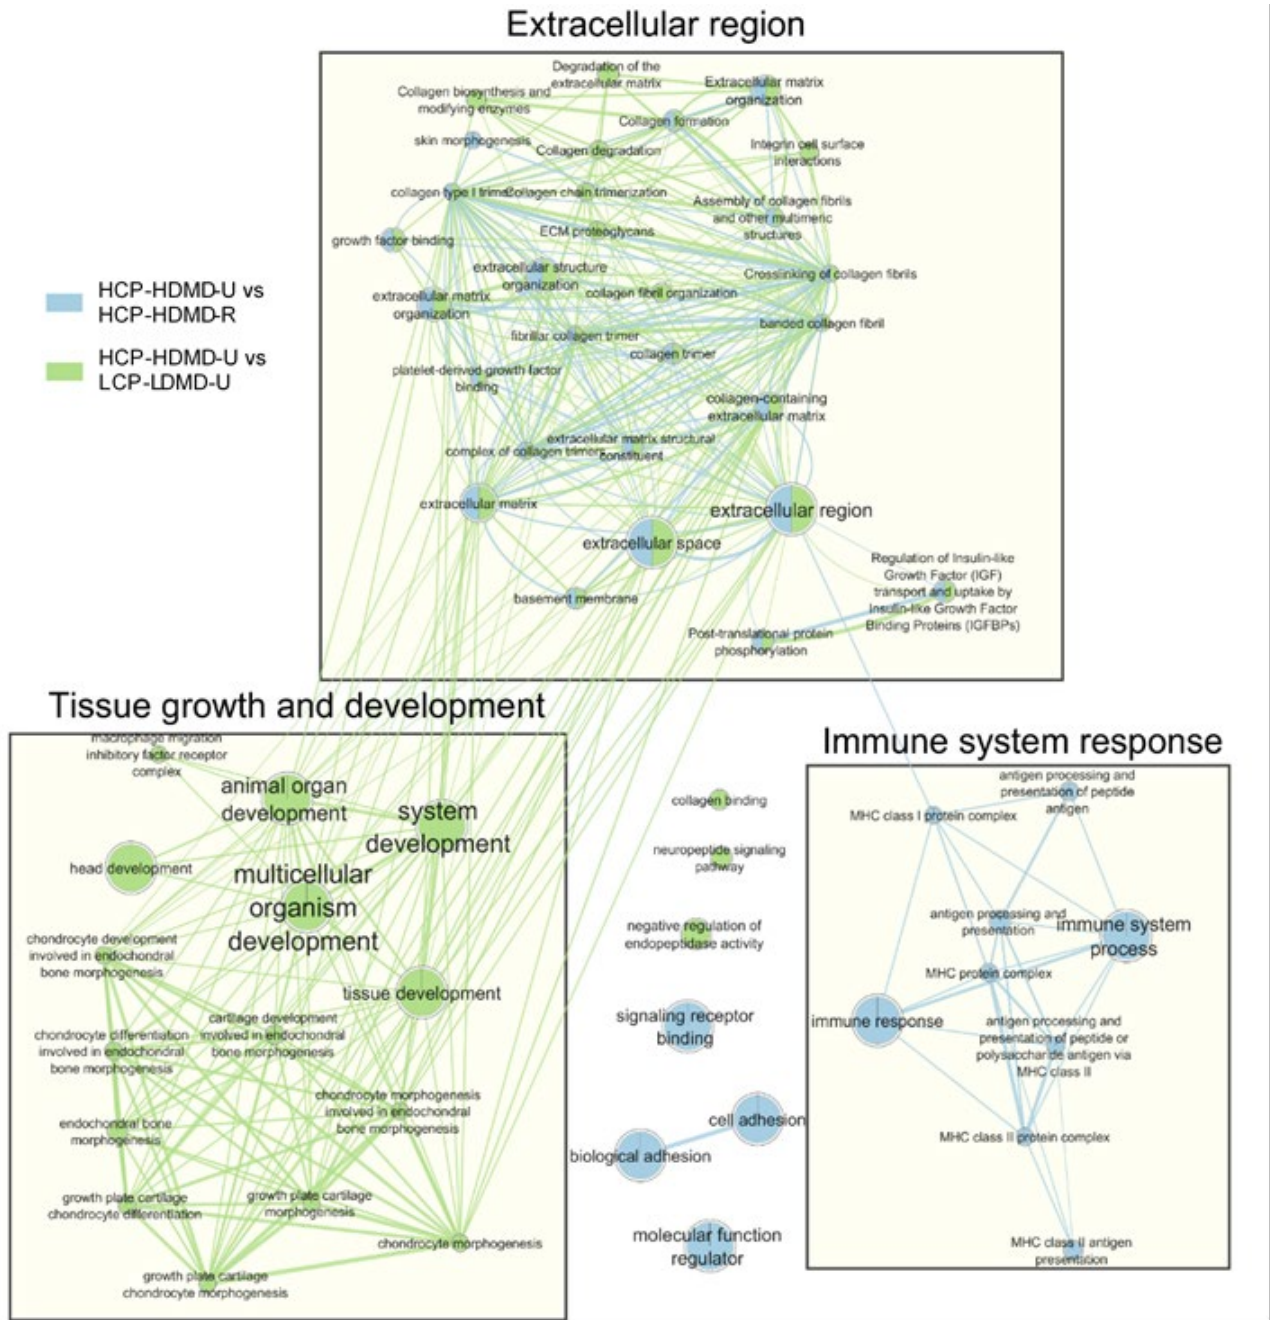 Extracellular region
Degradation of the
extracellular matrix
Extracellular matrix
organization
Collagen biosynthesis and
modifying enzymes
Collagen formation
skin morphogenesis
Collagen degradation
Integrin cell surface
interactions
collagen type I trimer
Collagen chain trimerization
Assembly of collagen fibrils
and other multimeric
structures
growth factor binding
ECM proteoglycans
extracellular structure
organization
Crosslinking of collagen fibrils
HCP-HDMD-U vs
HCP-HDMD-R
extracellular matrix
organization
collagen fibril organization
fibrillar collagen trimer
banded collagen fibril
HCP-HDMD-U vs
LCP-LDMD-U
collagen trimer
platelet-derived growth factor
binding
collagen-containing
extracellular matrix
complex of collagen trimers
extracellular matrix structural
constituent
extracellular matrix
extracellular region
extracellular space
Regulation of Insulin-like
Growth Factor (IGF)
transport and uptake by
Insulin-like Growth Factor
Binding Proteins (IGFBPs)
basement membrane
Post-translational protein
phosphorylation
Tissue growth and development
macrophage migration
inhibitory factor receptor
complex
animal organ
development
system
development
head development
multicellular
organism
development
chondrocyte development
involved in endochondral
bone morphogenesis
tissue development
cartilage development
involved in endochondral
bone morphogenesis
chondrocyte differentiation
involved in endochondral
bone morphogenesis
chondrocyte morphogenesis
involved in endochondral
bone morphogenesis
endochondral bone
morphogenesis
growth plate cartilage
chondrocyte differentiation
growth plate cartilage
morphogenesis
chondrocyte morphogenesis
growth plate cartilage
chondrocyte morphogenesis
collagen binding
neuropeptide signaling
pathway
negative regulation of
endopeptidase activity
signaling receptor
binding
cell adhesion
biological adhesion
molecular function
regulator
Immune system response
antigen processing and
presentation of peptide
antigen
MHC class I protein complex
antigen processing and
presentation
immune system
process
MHC protein complex
immune response
antigen processing and
presentation of peptide or
polysaccharide antigen via
MHC class II
MHC class II protein complex
MHC class II antigen
presentation